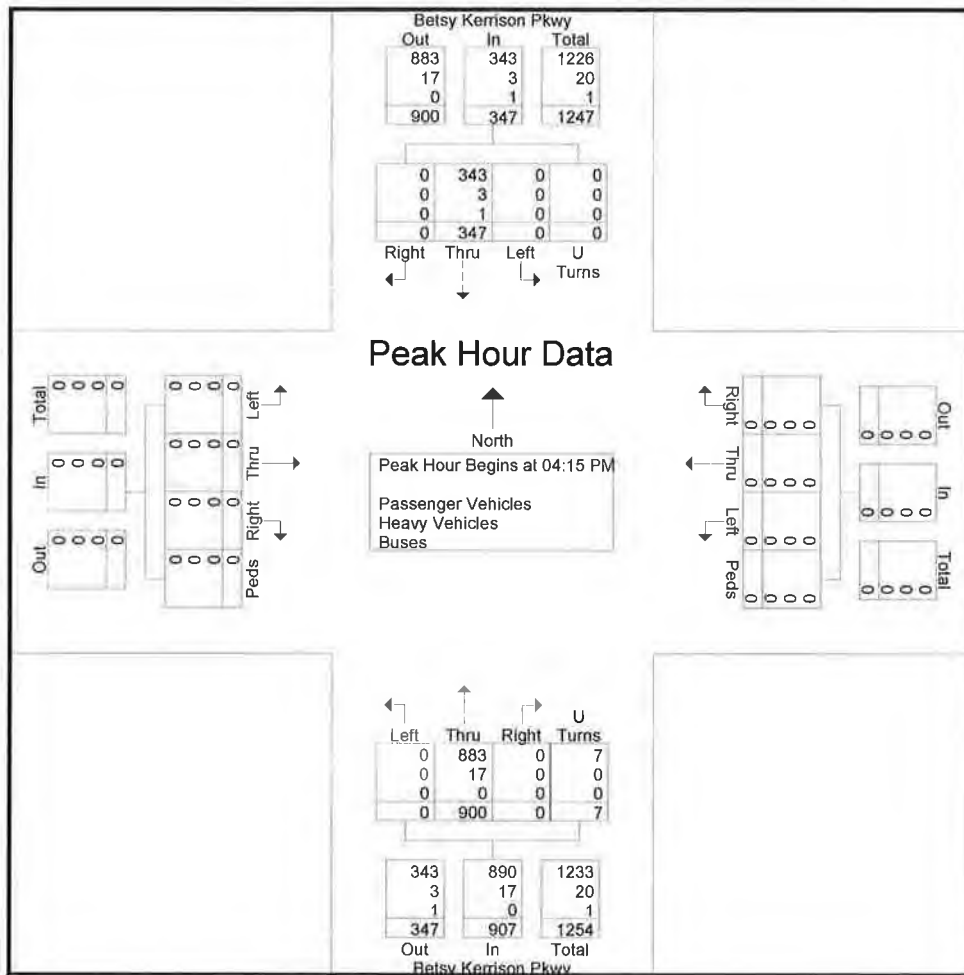 Betsy Kerrison Pkwy
Out In Total
883 343 1226
17 3 20
0 1 1
900 347 1247
0 343 0 0
0 3 0 0
0 1 0 0
0 347 0 0
Right Thru Left U
Turns
Peak Hour Data
North
Peak Hour Begins at 04:15 PM
Passenger Vehicles
Heavy Vehicles
Buses
Total
0 0 0 0
In
0 0 0 0
Out
0 0 0 0
Left
0 0 0 0
Thru
0 0 0 0
Right
0 0 0 0
Peds
0 0 0 0
Right
0 0 0 0
Thru
0 0 0 0
Left
0 0 0 0
Peds
0 0 0 0
Out
0 0 0 0
In
0 0 0 0
Total
0 0 0 0
U
Left Thru Right Turns
0 883 0 7
0 17 0 0
0 0 0 0
0 900 0 7
343 890 1233
3 17 20
1 0 1
347 907 1254
Out In Total
Betsy Kerrison Pkwy